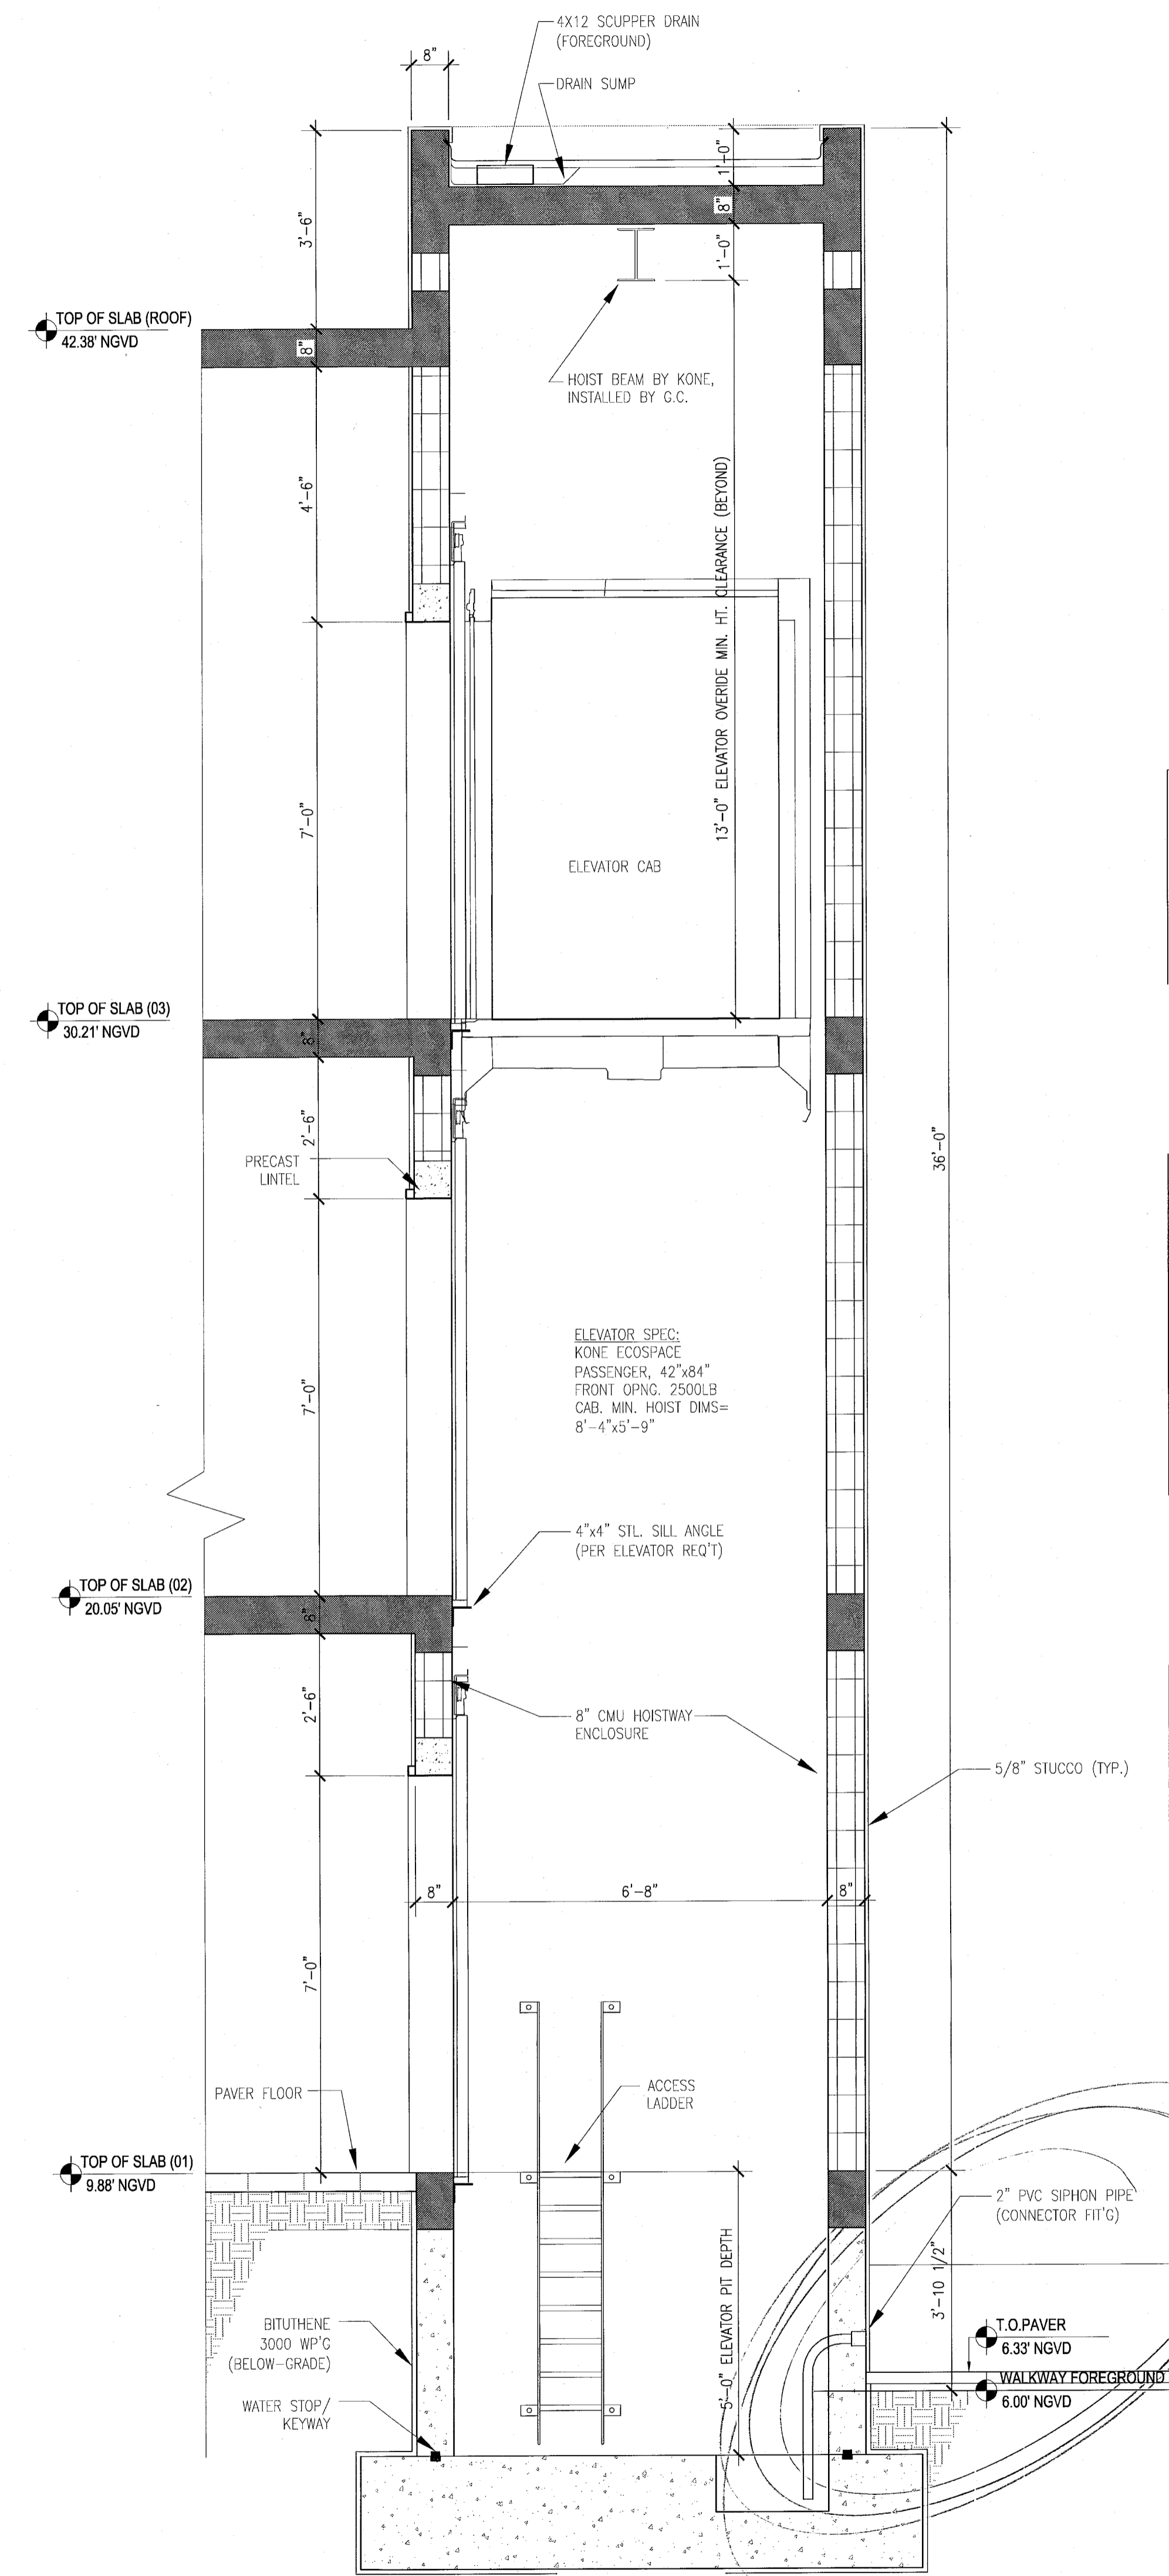 4X12 SCUPPER DRAIN
(FOREGROUND)
8"
DRAIN SUMP
1'-0"
3'-6"
8"
1'-0"
TOP OF SLAB (ROOF)
42.38' NGVD
8"
HOIST BEAM BY KONE,
INSTALLED BY G.C.
4'-6"
13'-0" ELEVATOR OVERIDE MIN. HT. CLEARANCE (BEYOND)
7'-0"
ELEVATOR CAB
TOP OF SLAB (03)
30.21' NGVD
8"
2'-6"
36'-0"
PRECAST
LINTEL
ELEVATOR SPEC:
KONE ECOSPACE
PASSENGER, 42"x84"
FRONT OPNG. 2500LB
CAB. MIN. HOIST DIMS=
8'-4"x5'-9"
7'-0"
4"x4" STL. SILL ANGLE
(PER ELEVATOR REQ'T)
TOP OF SLAB (02)
20.05' NGVD
8"
2'-6"
8" CMU HOISTWAY
ENCLOSURE
5/8" STUCCO (TYP.)
8"
6'-8"
8"
7'-0"
PAVER FLOOR
ACCESS
LADDER
TOP OF SLAB (01)
9.88' NGVD
2" PVC SIPHON PIPE
(CONNECTOR FIT'G)
5'-0" ELEVATOR PIT DEPTH
3'-10 1/2"
BITUTHENE
3000 WP'G
(BELOW-GRADE)
T.O.PAVER
6.33' NGVD
WALKWAY FOREGROUND
6.00' NGVD
WATER STOP/
KEYWAY